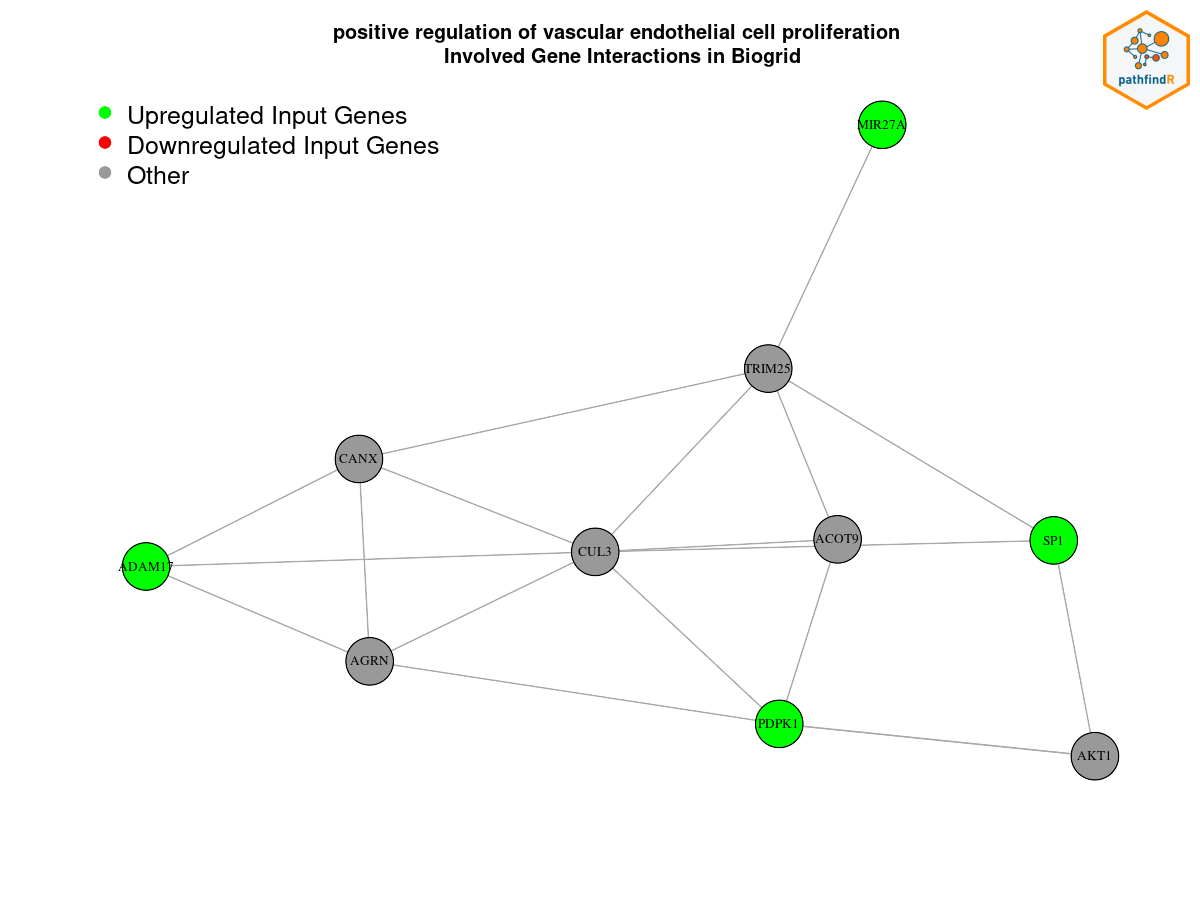 positive regulation of vascular endothelial cell proliferation
Involved Gene Interactions in Biogrid
pathfindR
Upregulated Input Genes
Downregulated Input Genes
Other
MIR27A
TRIM25
CANX
ACOT9
SP1
CUL3
ADAM17
AGRN
PDPK1
AKT1